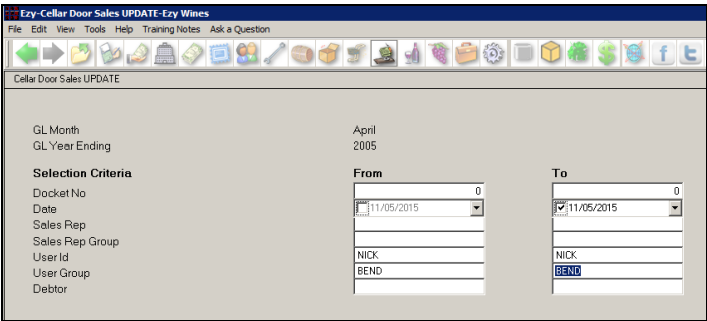 Ezy-Cellar Door Sales UPDATE-Ezy Wines
File Edit View Tools Help Training Notes Ask a Question
Cellar Door Sales UPDATE
GL Month April
GL Year Ending 2005
Selection Criteria From To
Docket No 0 0
Date 11/05/2015 11/05/2015
Sales Rep
Sales Rep Group
User Id NICK NICK
User Group BEND BEND
Debtor